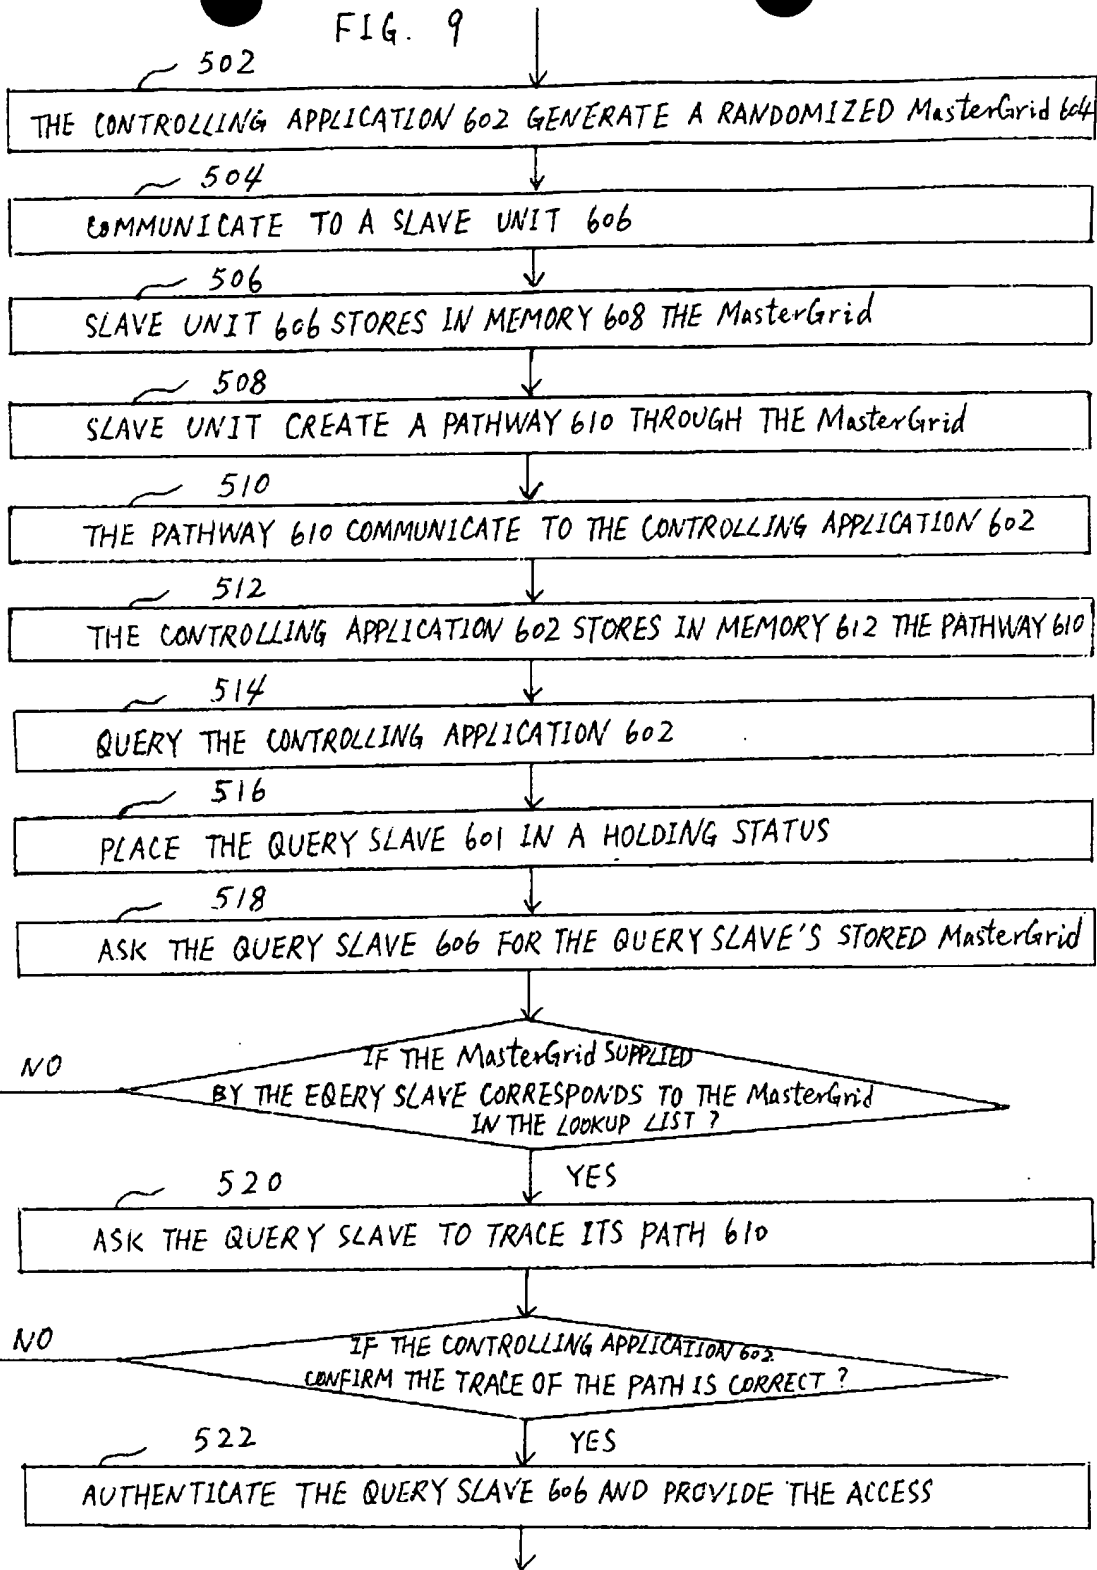 FIG. 9
502
THE CONTROLLING APPLICATION 602 GENERATE A RANDOMIZED MasterGrid 604
504
COMMUNICATE TO A SLAVE UNIT 606
506
SLAVE UNIT 606 STORES IN MEMORY 608 THE MasterGrid
508
SLAVE UNIT CREATE A PATHWAY 610 THROUGH THE MasterGrid
510
THE PATHWAY 610 COMMUNICATE TO THE CONTROLLING APPLICATION 602
512
THE CONTROLLING APPLICATION 602 STORES IN MEMORY 612 THE PATHWAY 610
514
QUERY THE CONTROLLING APPLICATION 602
516
PLACE THE QUERY SLAVE 601 IN A HOLDING STATUS
518
ASK THE QUERY SLAVE 606 FOR THE QUERY SLAVE'S STORED MasterGrid
NO
IF THE MasterGrid SUPPLIED
BY THE EQERY SLAVE CORRESPONDS TO THE MasterGrid
IN THE LOOKUP LIST ?
YES
520
ASK THE QUERY SLAVE TO TRACE ITS PATH 610
NO
IF THE CONTROLLING APPLICATION 602
CONFIRM THE TRACE OF THE PATH IS CORRECT ?
YES
522
AUTHENTICATE THE QUERY SLAVE 606 AND PROVIDE THE ACCESS